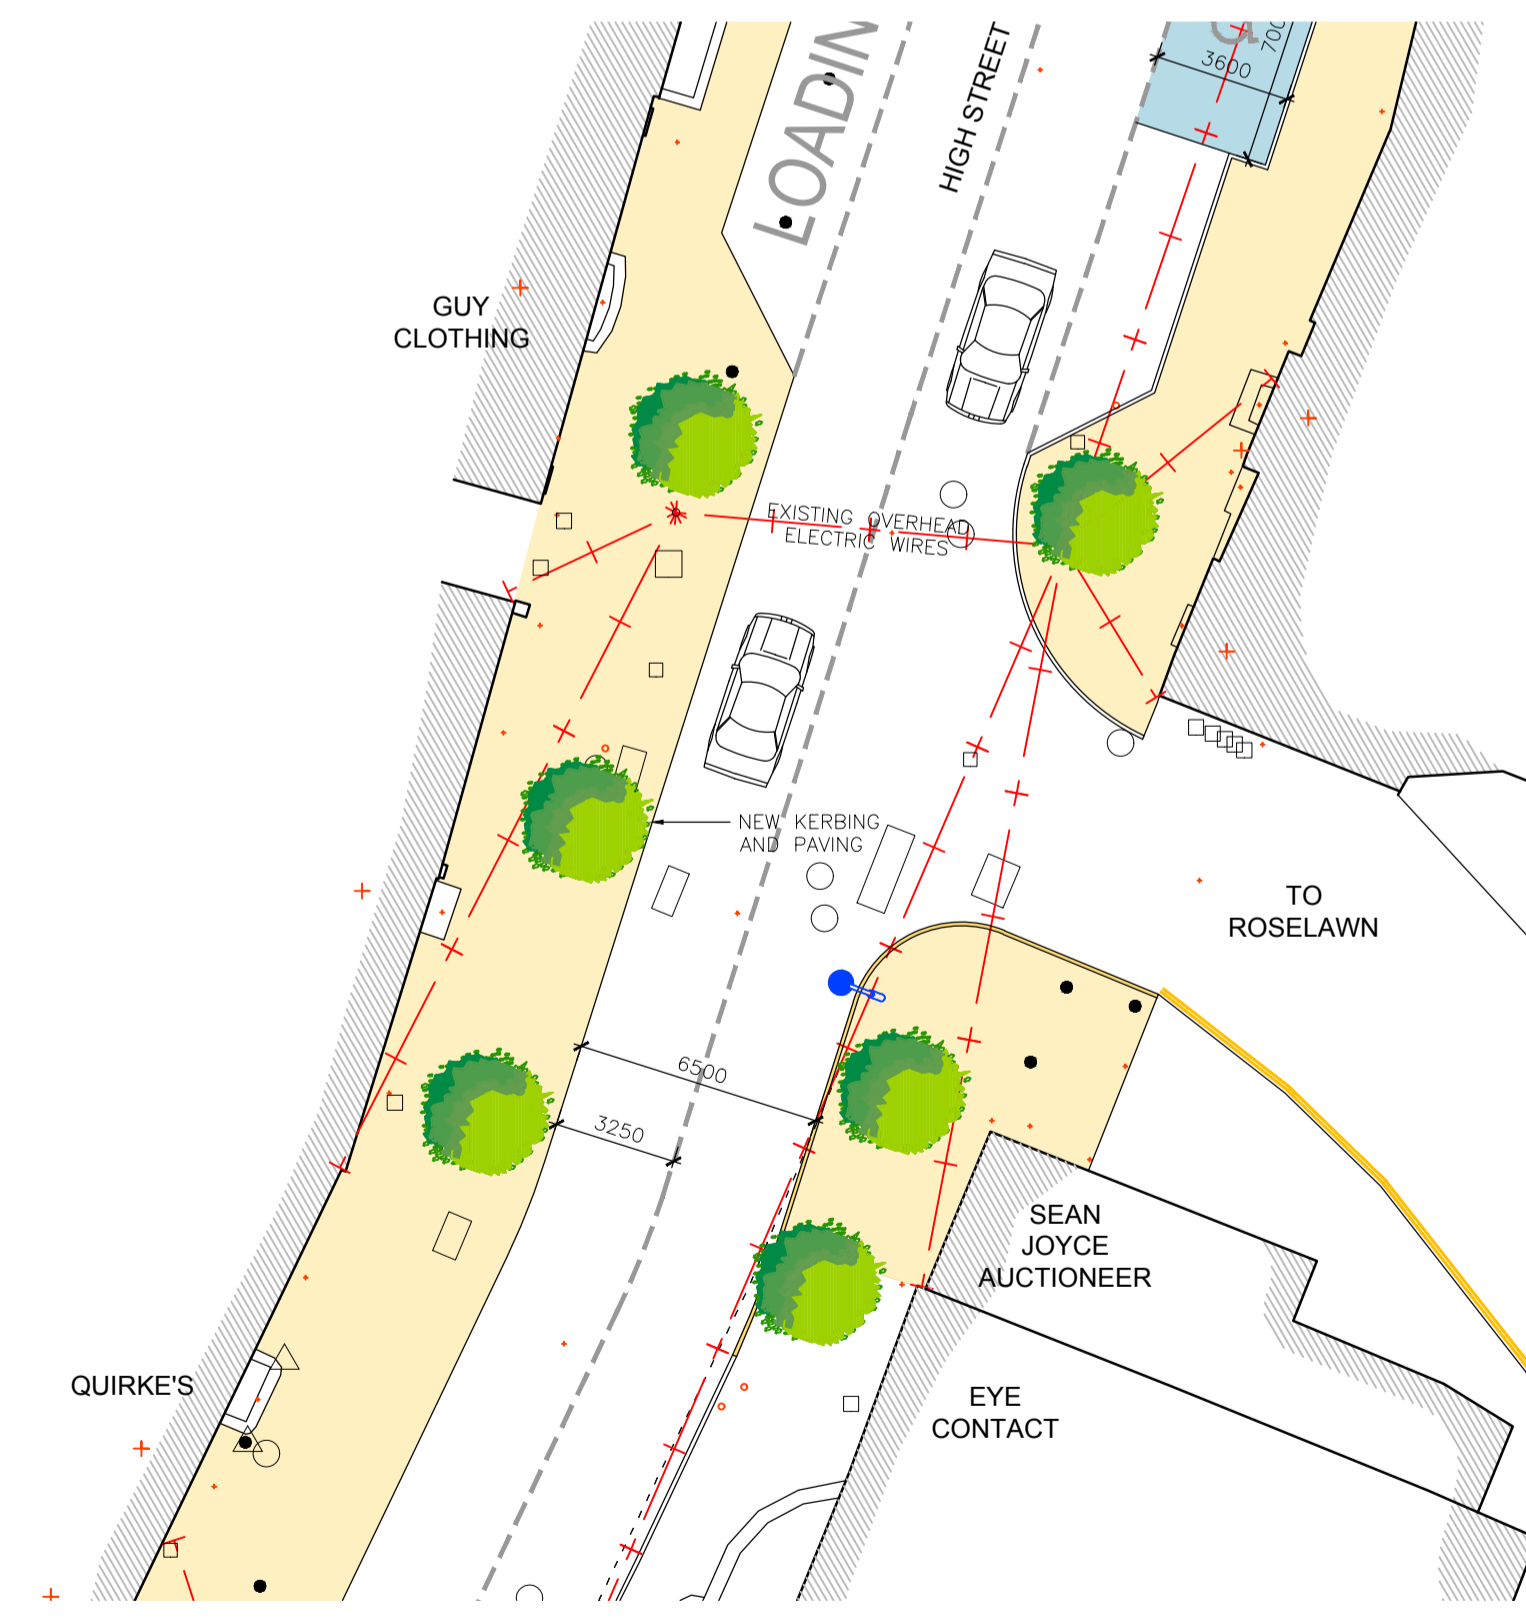 LOADIN
HIGH STREET
3600
700
GUY
CLOTHING
EXISTING OVERHEAD
ELECTRIC WIRES
NEW KERBING
AND PAVING
TO
ROSELAWN
6500
3250
SEAN
JOYCE
AUCTIONEER
QUIRKE'S
EYE
CONTACT